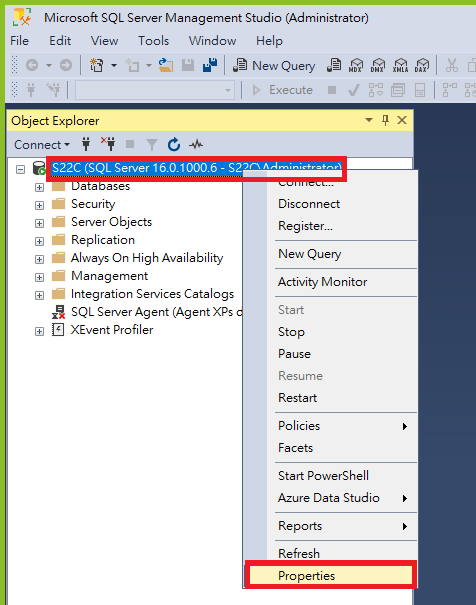 Microsoft SQL Server Management Studio (Administrator)
File Edit View Tools Window Help
New Query MDX DMX XMLA DAX
Execute
Object Explorer
Connect
S22C (SQL Server 16.0.1000.6 - S22C\Administrator)
Databases
Security
Server Objects
Replication
Always On High Availability
Management
Integration Services Catalogs
SQL Server Agent (Agent XPs d
XEvent Profiler
Connect...
Disconnect
Register...
New Query
Activity Monitor
Start
Stop
Pause
Resume
Restart
Policies
Facets
Start PowerShell
Azure Data Studio
Reports
Refresh
Properties